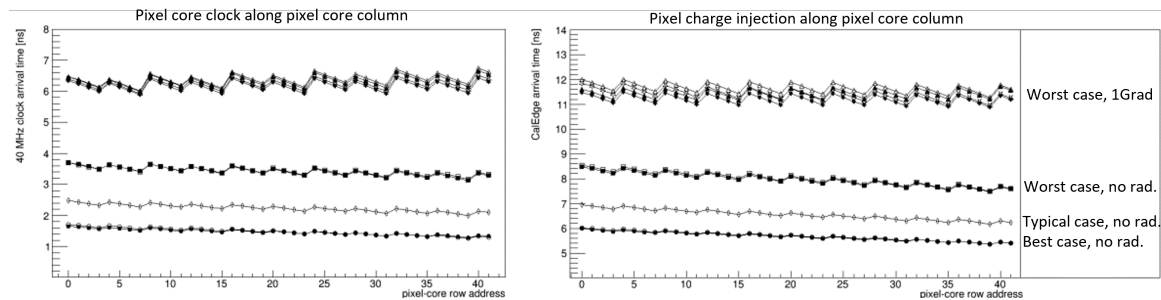 Pixel core clock along pixel core column
40 MHz clock arrival time [ns]
8
7
6
5
4
3
2
1
0 5 10 15 20 25 30 35 40
pixel-core row address
Pixel charge injection along pixel core column
CalEdge arrival time [ns]
14
13
12
11
10
9
8
7
6
5
0 5 10 15 20 25 30 35 40
pixel-core row address
Worst case, 1Grad
Worst case, no rad.
Typical case, no rad.
Best case, no rad.